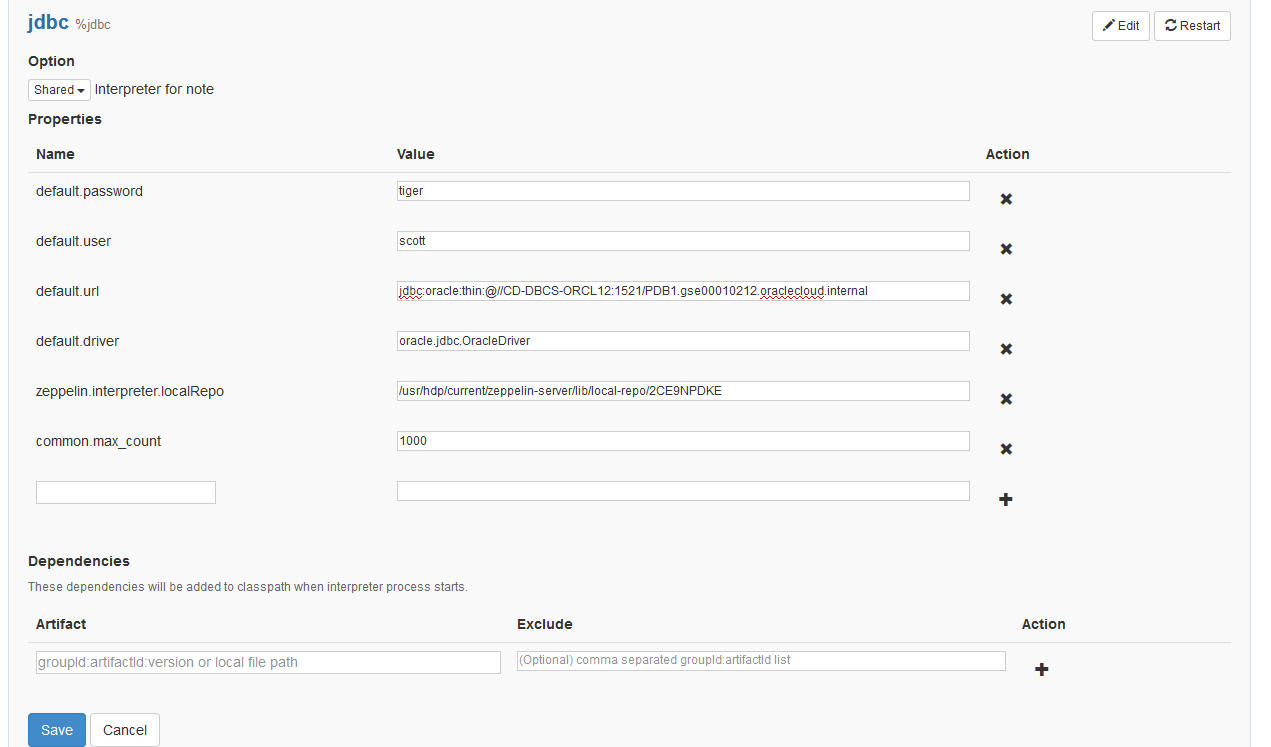 jdbc %jdbc
Edit Restart
Option
Shared Interpreter for note
Properties
Name Value Action
default.password tiger
default.user scott
default.url jdbc:oracle:thin:@//CD-DBCS-ORCL12:1521/PDB1.gse00010212.oraclecloud.internal
default.driver oracle.jdbc.OracleDriver
zeppelin.interpreter.localRepo /usr/hdp/current/zeppelin-server/lib/local-repo/2CE9NPDKE
common.max_count 1000
Dependencies
These dependencies will be added to classpath when interpreter process starts.
Artifact Exclude Action
groupId:artifactId:version or local file path (Optional) comma separated groupId:artifactId list
Save Cancel